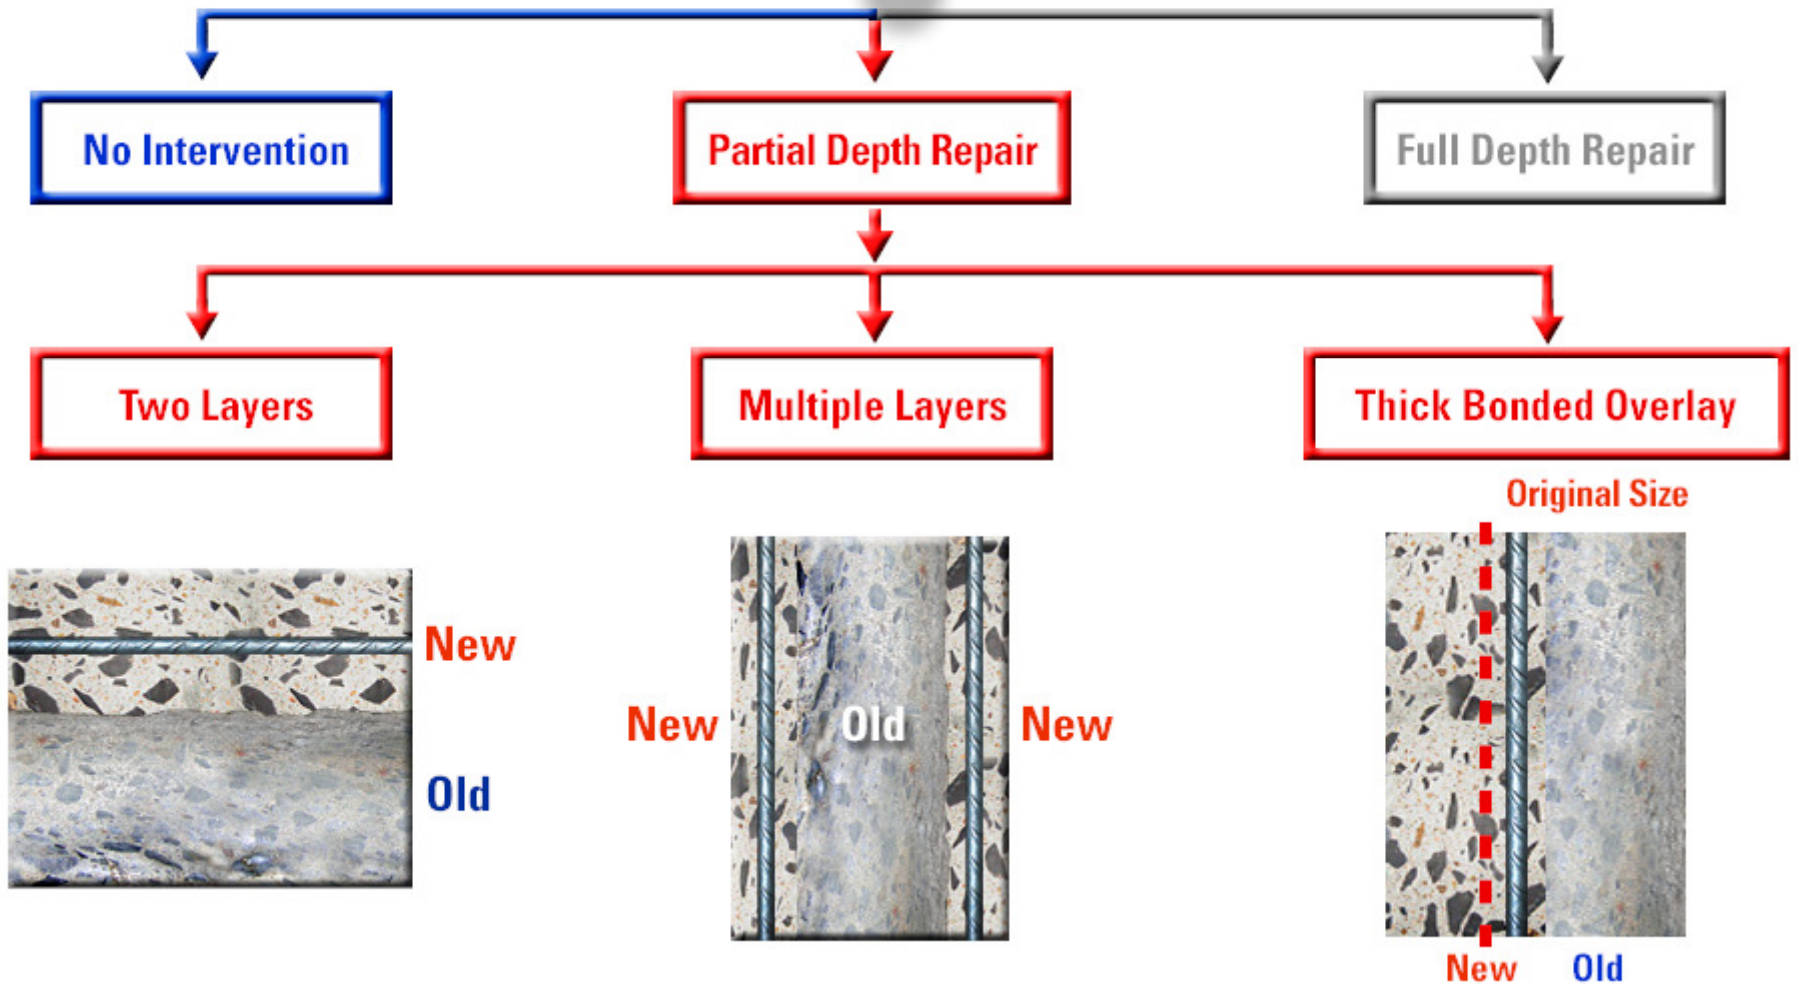 No Intervention
Partial Depth Repair
Full Depth Repair
Two Layers
Multiple Layers
Thick Bonded Overlay
Original Size
New
Old
New
Old
New
New
Old